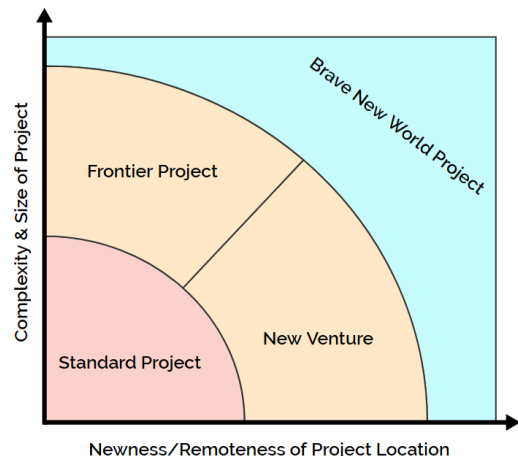 Complexity & Size of Project
Brave New World Project
Frontier Project
New Venture
Standard Project
Newness/Remoteness of Project Location